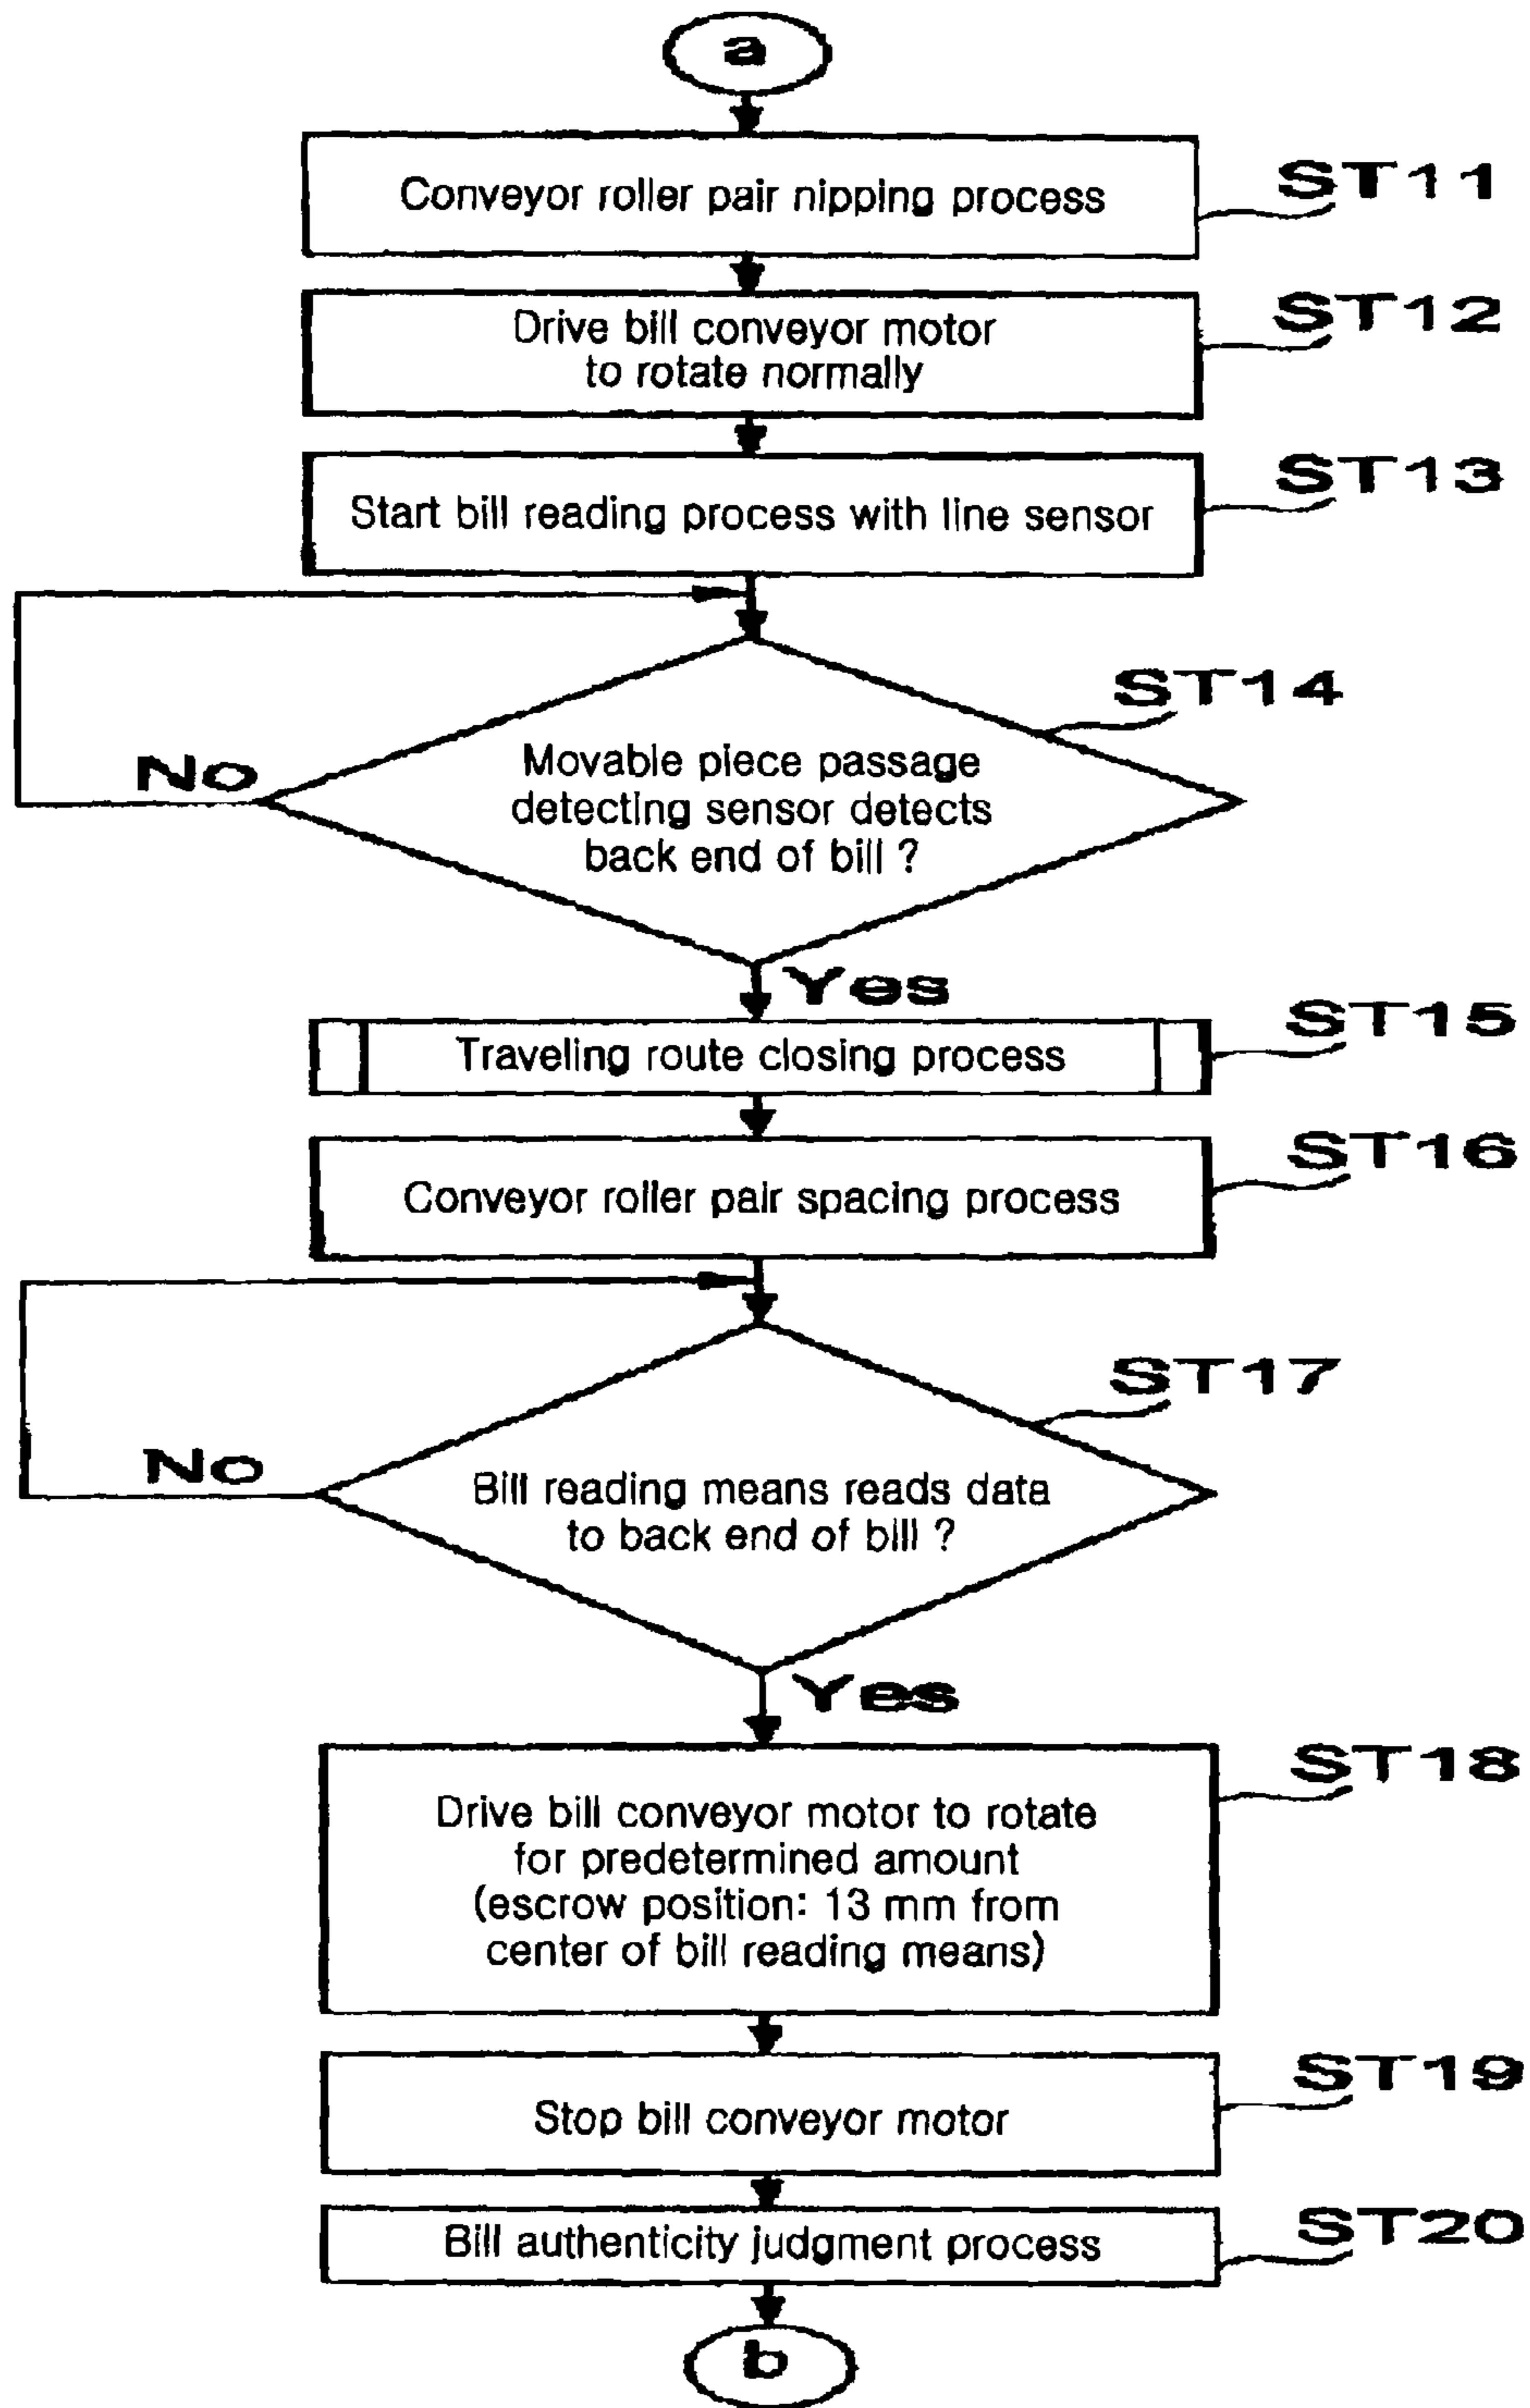 a
Conveyor roller pair nipping process
ST11
Drive bill conveyor motor
to rotate normally
ST12
Start bill reading process with line sensor
ST13
ST14
Movable piece passage
detecting sensor detects
back end of bill ?
No
Yes
Traveling route closing process
ST15
Conveyor roller pair spacing process
ST16
ST17
Bill reading means reads data
to back end of bill ?
No
Yes
Drive bill conveyor motor to rotate
for predetermined amount
(escrow position: 13 mm from
center of bill reading means)
ST18
Stop bill conveyor motor
ST19
Bill authenticity judgment process
ST20
b